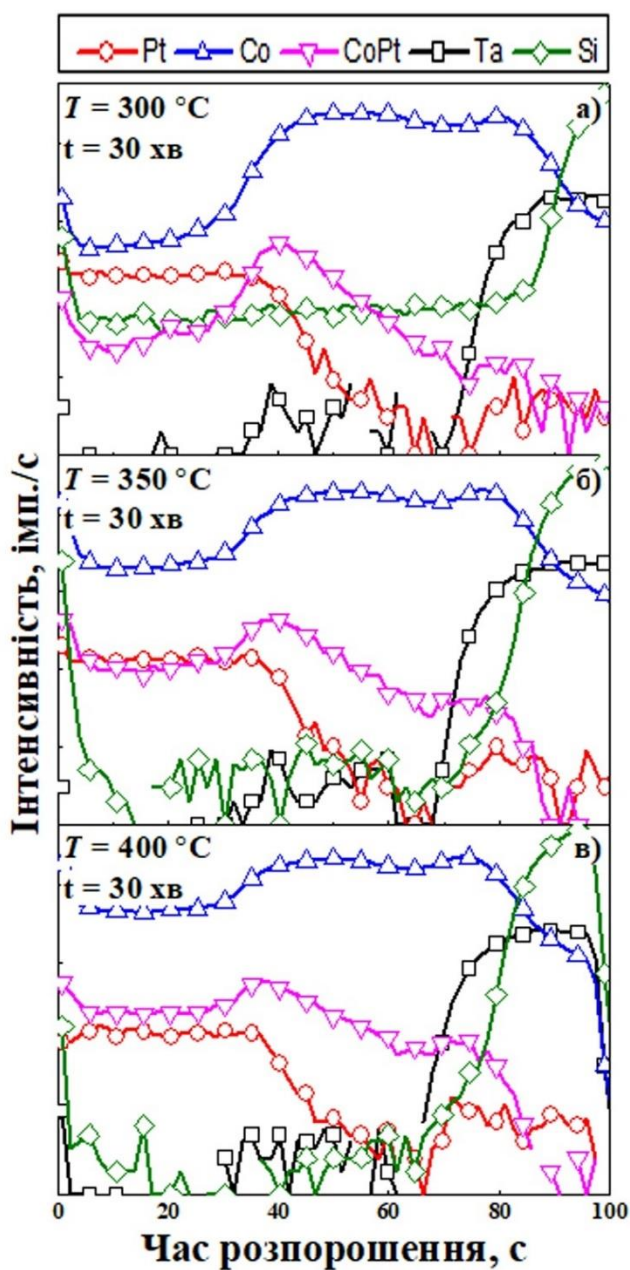 Pt Co CoPt Ta Si
T = 300 °C а)
t = 30 хв
T = 350 °C б)
t = 30 хв
T = 400 °C в)
t = 30 хв
Інтенсивність, імп./с
0 20 40 60 80 100
Час розпорошення, с